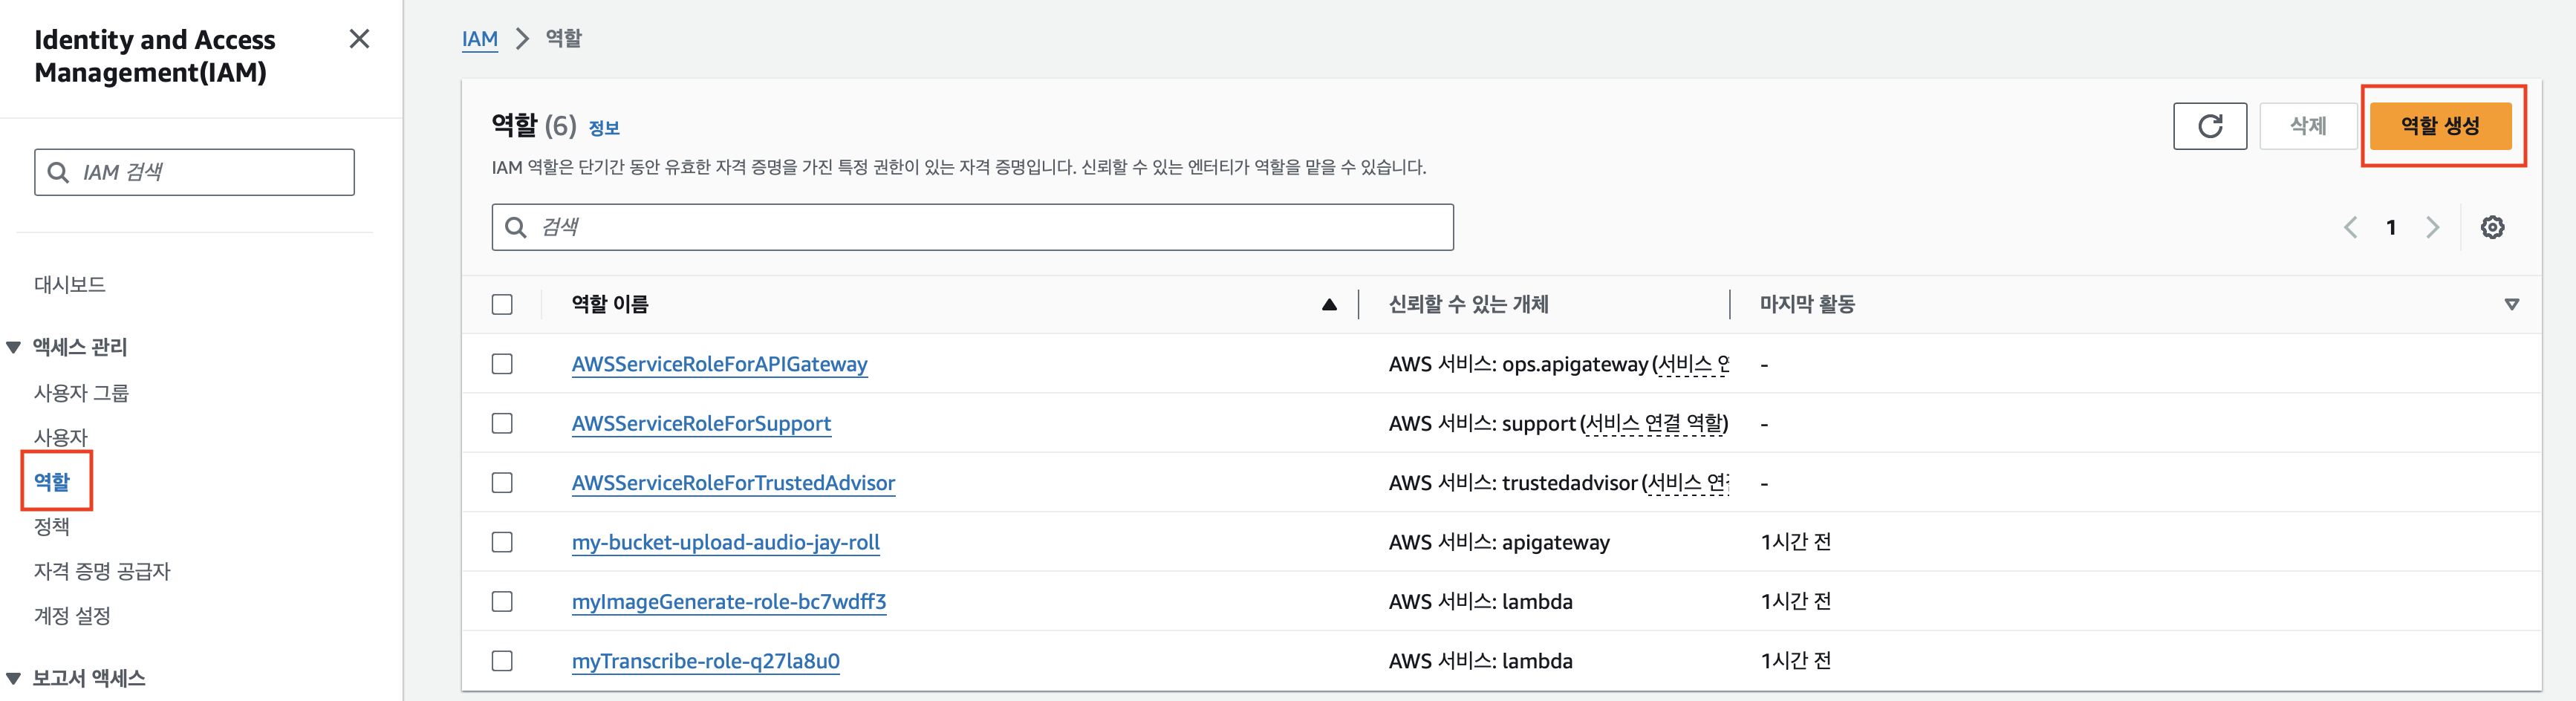 Identity and Access
Management(IAM)
IAM 검색
대시보드
액세스 관리
사용자 그룹
사용자
역할
정책
자격 증명 공급자
계정 설정
보고서 액세스
IAM > 역할
역할 (6) 정보
삭제
역할 생성
IAM 역할은 단기간 동안 유효한 자격 증명을 가진 특정 권한이 있는 자격 증명입니다. 신뢰할 수 있는 엔터티가 역할을 맡을 수 있습니다.
검색
1
역할 이름 신뢰할 수 있는 개체 마지막 활동
AWSServiceRoleForAPIGateway AWS 서비스: ops.apigateway (서비스 -
AWSServiceRoleForSupport AWS 서비스: support (서비스 연결 역할) -
AWSServiceRoleForTrustedAdvisor AWS 서비스: trustedadvisor (서비스 -
my-bucket-upload-audio-jay-roll AWS 서비스: apigateway 1시간 전
myImageGenerate-role-bc7wdff3 AWS 서비스: lambda 1시간 전
myTranscribe-role-q27la8u0 AWS 서비스: lambda 1시간 전